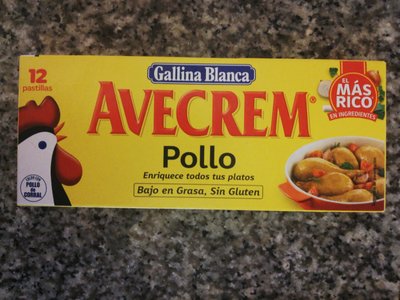 Gallina Blanca
12
pastillas
AVECREM®
EL
MÁS
RICO
EN INGREDIENTES
Pollo
Enriquece todos tus platos
Bajo en Grasa, Sin Gluten
POLLO
de
CORRAL